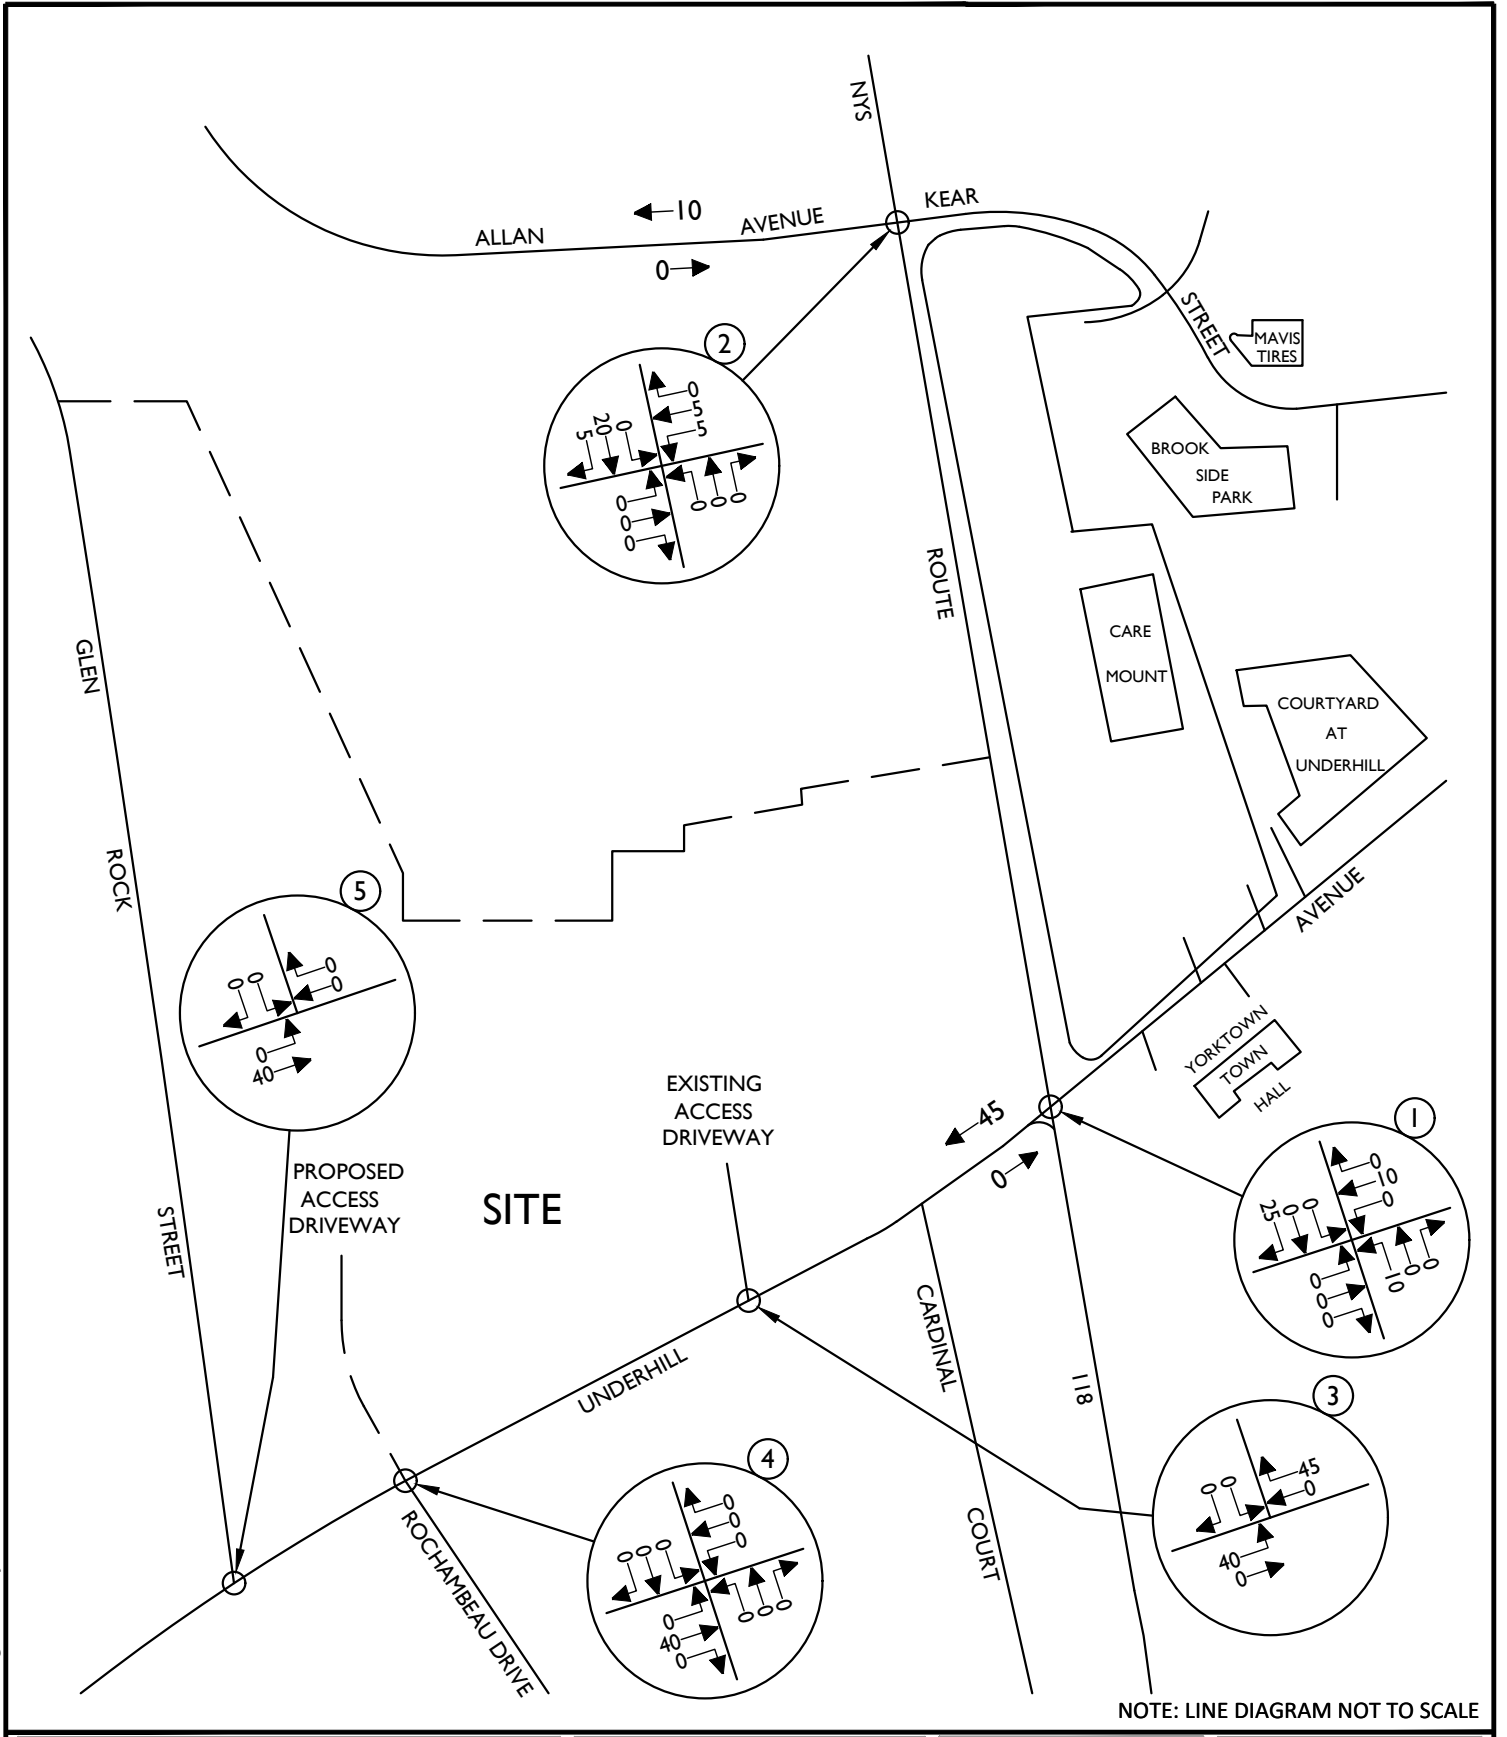 NYS
10
ALLAN
AVENUE
KEAR
0
2
STREET
MAVIS
TIRES
0
5
5
5
20
0
0
0
0
0
0
0
BROOK
SIDE
PARK
ROUTE
CARE
MOUNT
GLEN
COURTYARD
AT
UNDERHILL
ROCK
5
AVENUE
0
0
0
0
0
40
YORKTOWN
TOWN
HALL
EXISTING
ACCESS
DRIVEWAY
45
0
1
PROPOSED
ACCESS
DRIVEWAY
SITE
STREET
0
10
0
25
0
0
0
0
0
10
0
0
CARDINAL
UNDERHILL
118
3
45
0
0
0
40
0
4
0
0
0
0
0
0
0
40
0
0
0
0
ROCHAMBEAU DRIVE
COURT
NOTE: LINE DIAGRAM NOT TO SCALE